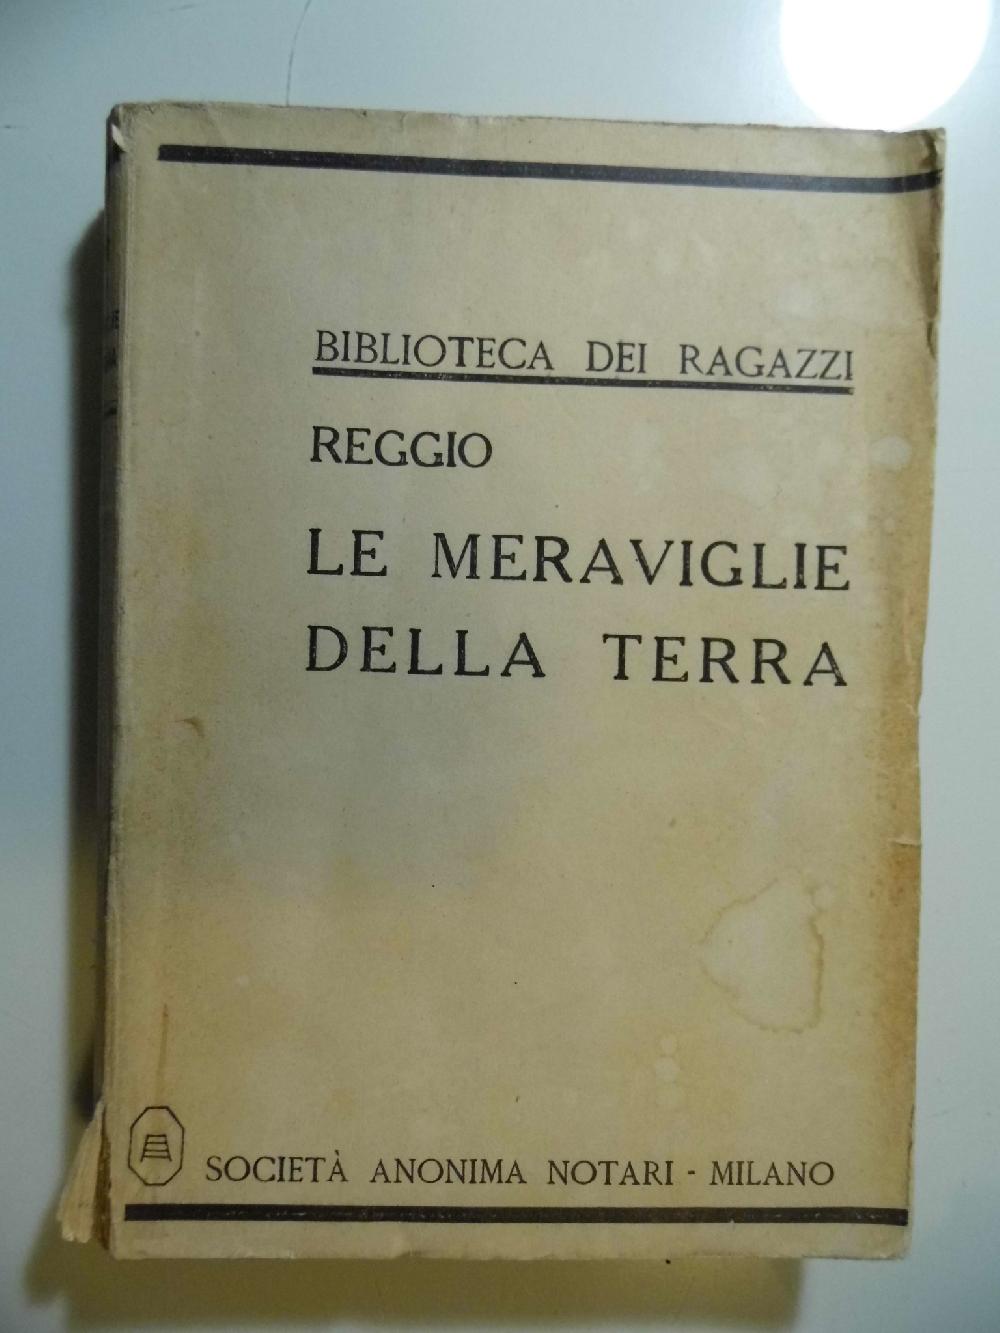 BIBLIOTECA DEI RAGAZZI
REGGIO
LE MERAVIGLIE
DELLA TERRA
SOCIETÀ ANONIMA NOTARI - MILANO